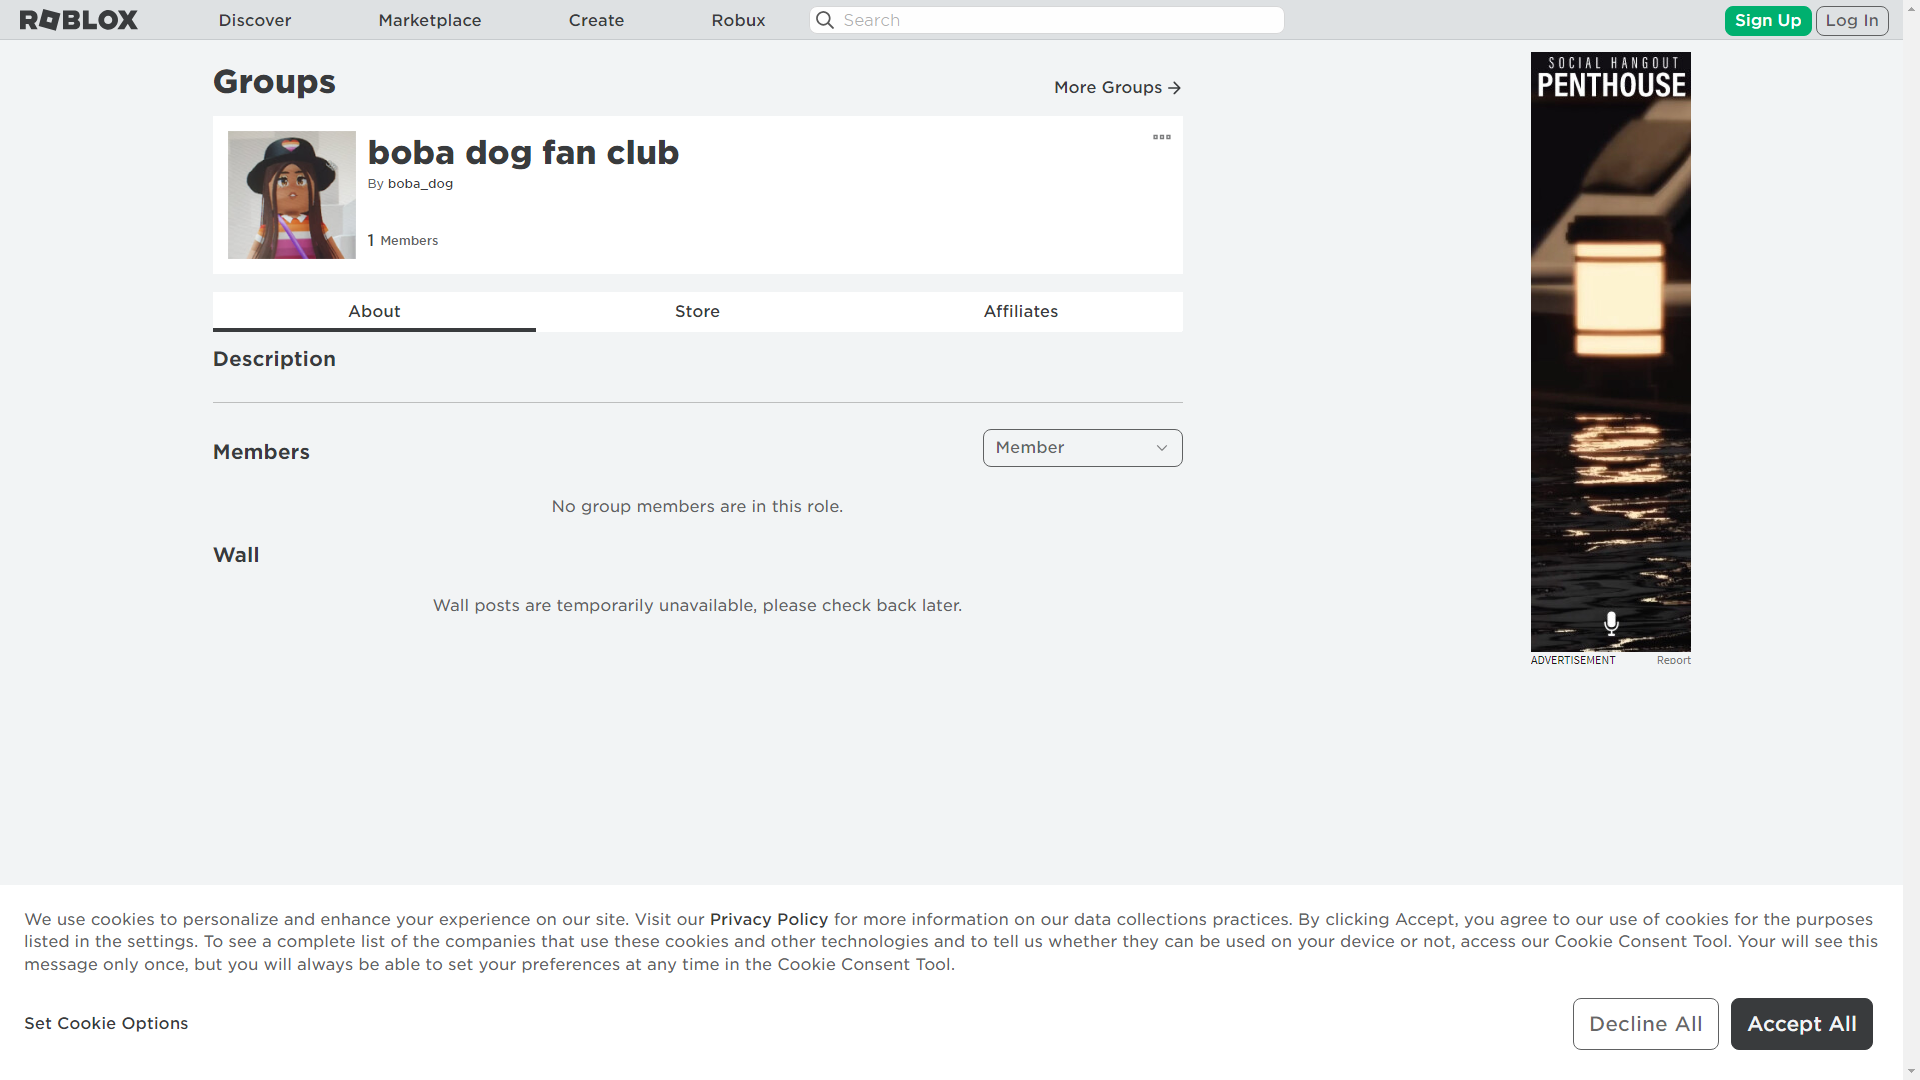 ROBLOX
Discover
Marketplace
Create
Robux
Search
Sign Up
Log In
Groups
More Groups
boba dog fan club
By boba_dog
1 Members
About
Store
Affiliates
Description
Members
Member
No group members are in this role.
Wall
Wall posts are temporarily unavailable, please check back later.
SOCIAL HANGOUT
PENTHOUSE
ADVERTISEMENT
Report
We use cookies to personalize and enhance your experience on our site. Visit our Privacy Policy for more information on our data collections practices. By clicking Accept, you agree to our use of cookies for the purposes
listed in the settings. To see a complete list of the companies that use these cookies and other technologies and to tell us whether they can be used on your device or not, access our Cookie Consent Tool. Your will see this
message only once, but you will always be able to set your preferences at any time in the Cookie Consent Tool.
Set Cookie Options
Decline All
Accept All